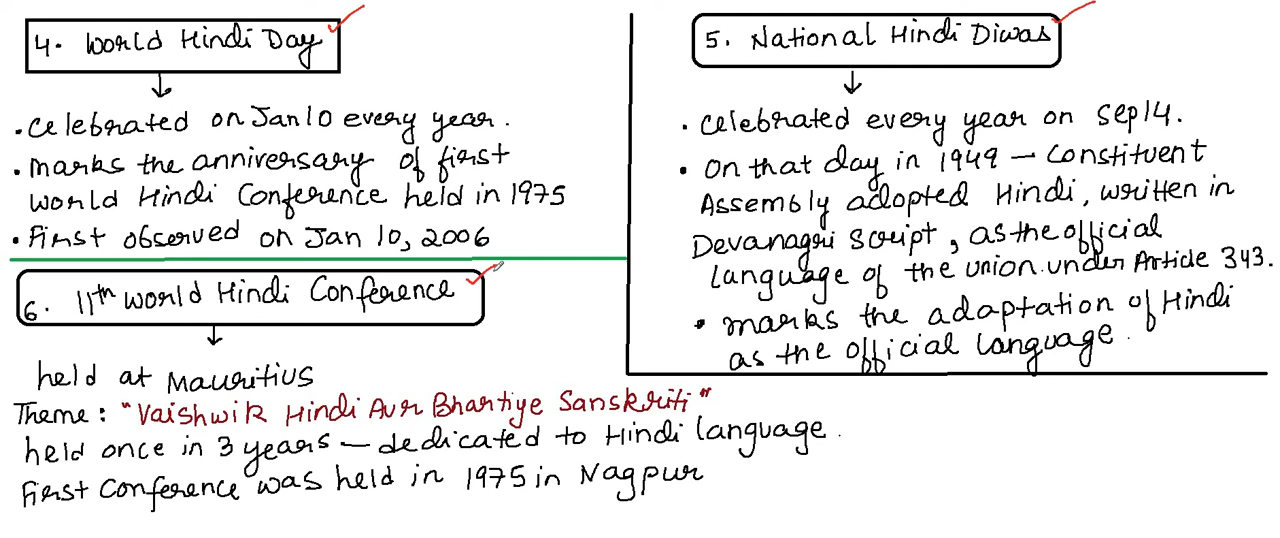 4. World Hindi Day
• Celebrated on Jan 10 every year.
• Marks the anniversary of first
World Hindi Conference held in 1975
• First observed on Jan 10, 2006
5. National Hindi Diwas
• Celebrated every year on Sep 14.
• On that day in 1949 – Constituent
Assembly adopted Hindi, written in
Devanagri script, as the official
language of the union under Article 343.
• Marks the adaptation of Hindi
as the official language.
6. 11th World Hindi Conference
held at Mauritius
Theme: "Vaishwik Hindi Aur Bhartiye Sanskriti"
held once in 3 years – dedicated to Hindi language.
First Conference was held in 1975 in Nagpur